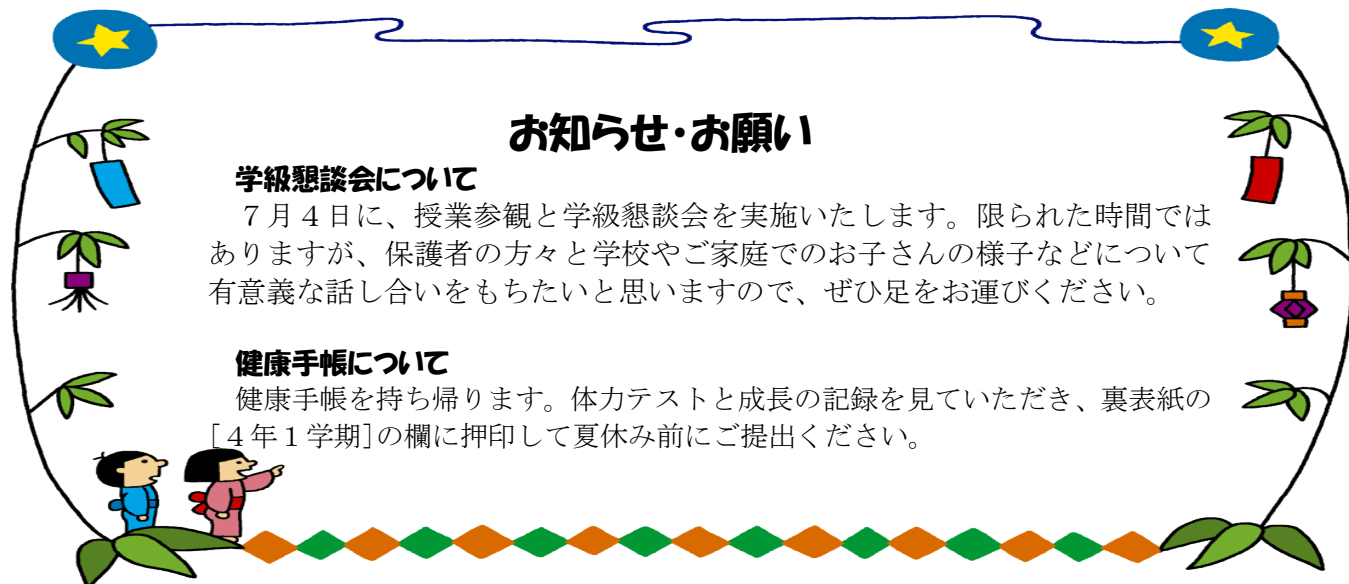 お知らせ・お願い
学級懇談会について
７月４日に、授業参観と学級懇談会を実施いたします。限られた時間では
ありますが、保護者の方々と学校やご家庭でのお子さんの様子などについて
有意義な話し合いをもちたいと思いますので、ぜひ足をお運びください。
健康手帳について
健康手帳を持ち帰ります。体力テストと成長の記録を見ていただき、裏表紙の
[４年１学期]の欄に押印して夏休み前にご提出ください。